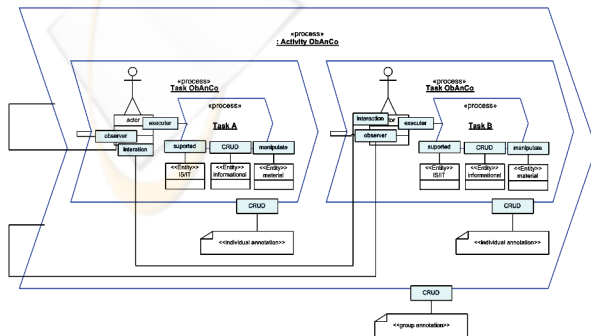 «process»
: Activity ObAnCo
«process»
Task ObAnCo
actor
executer
observer
interation
«process»
Task A
suported
CRUD
manipulate
<<Entity>>
IS/IT
<<Entity>>
informational
<<Entity>>
material
CRUD
<<individual annotation>>
«process»
Task ObAnCo
interaction
actor
executer
observer
«process»
Task B
suported
CRUD
manipulate
<<Entity>>
IS/IT
<<Entity>>
informational
<<Entity>>
material
CRUD
<<individual annotation>>
CRUD
<<group annotation>>